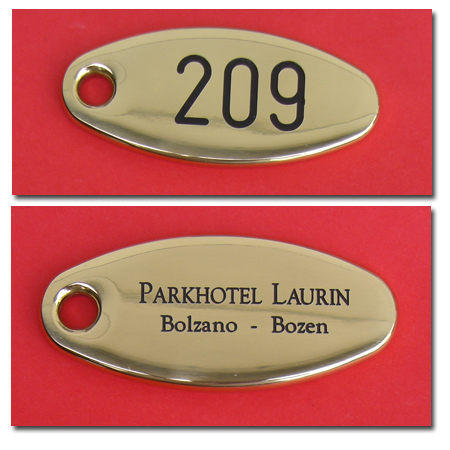 209
PARKHOTEL LAURIN
Bolzano - Bozen